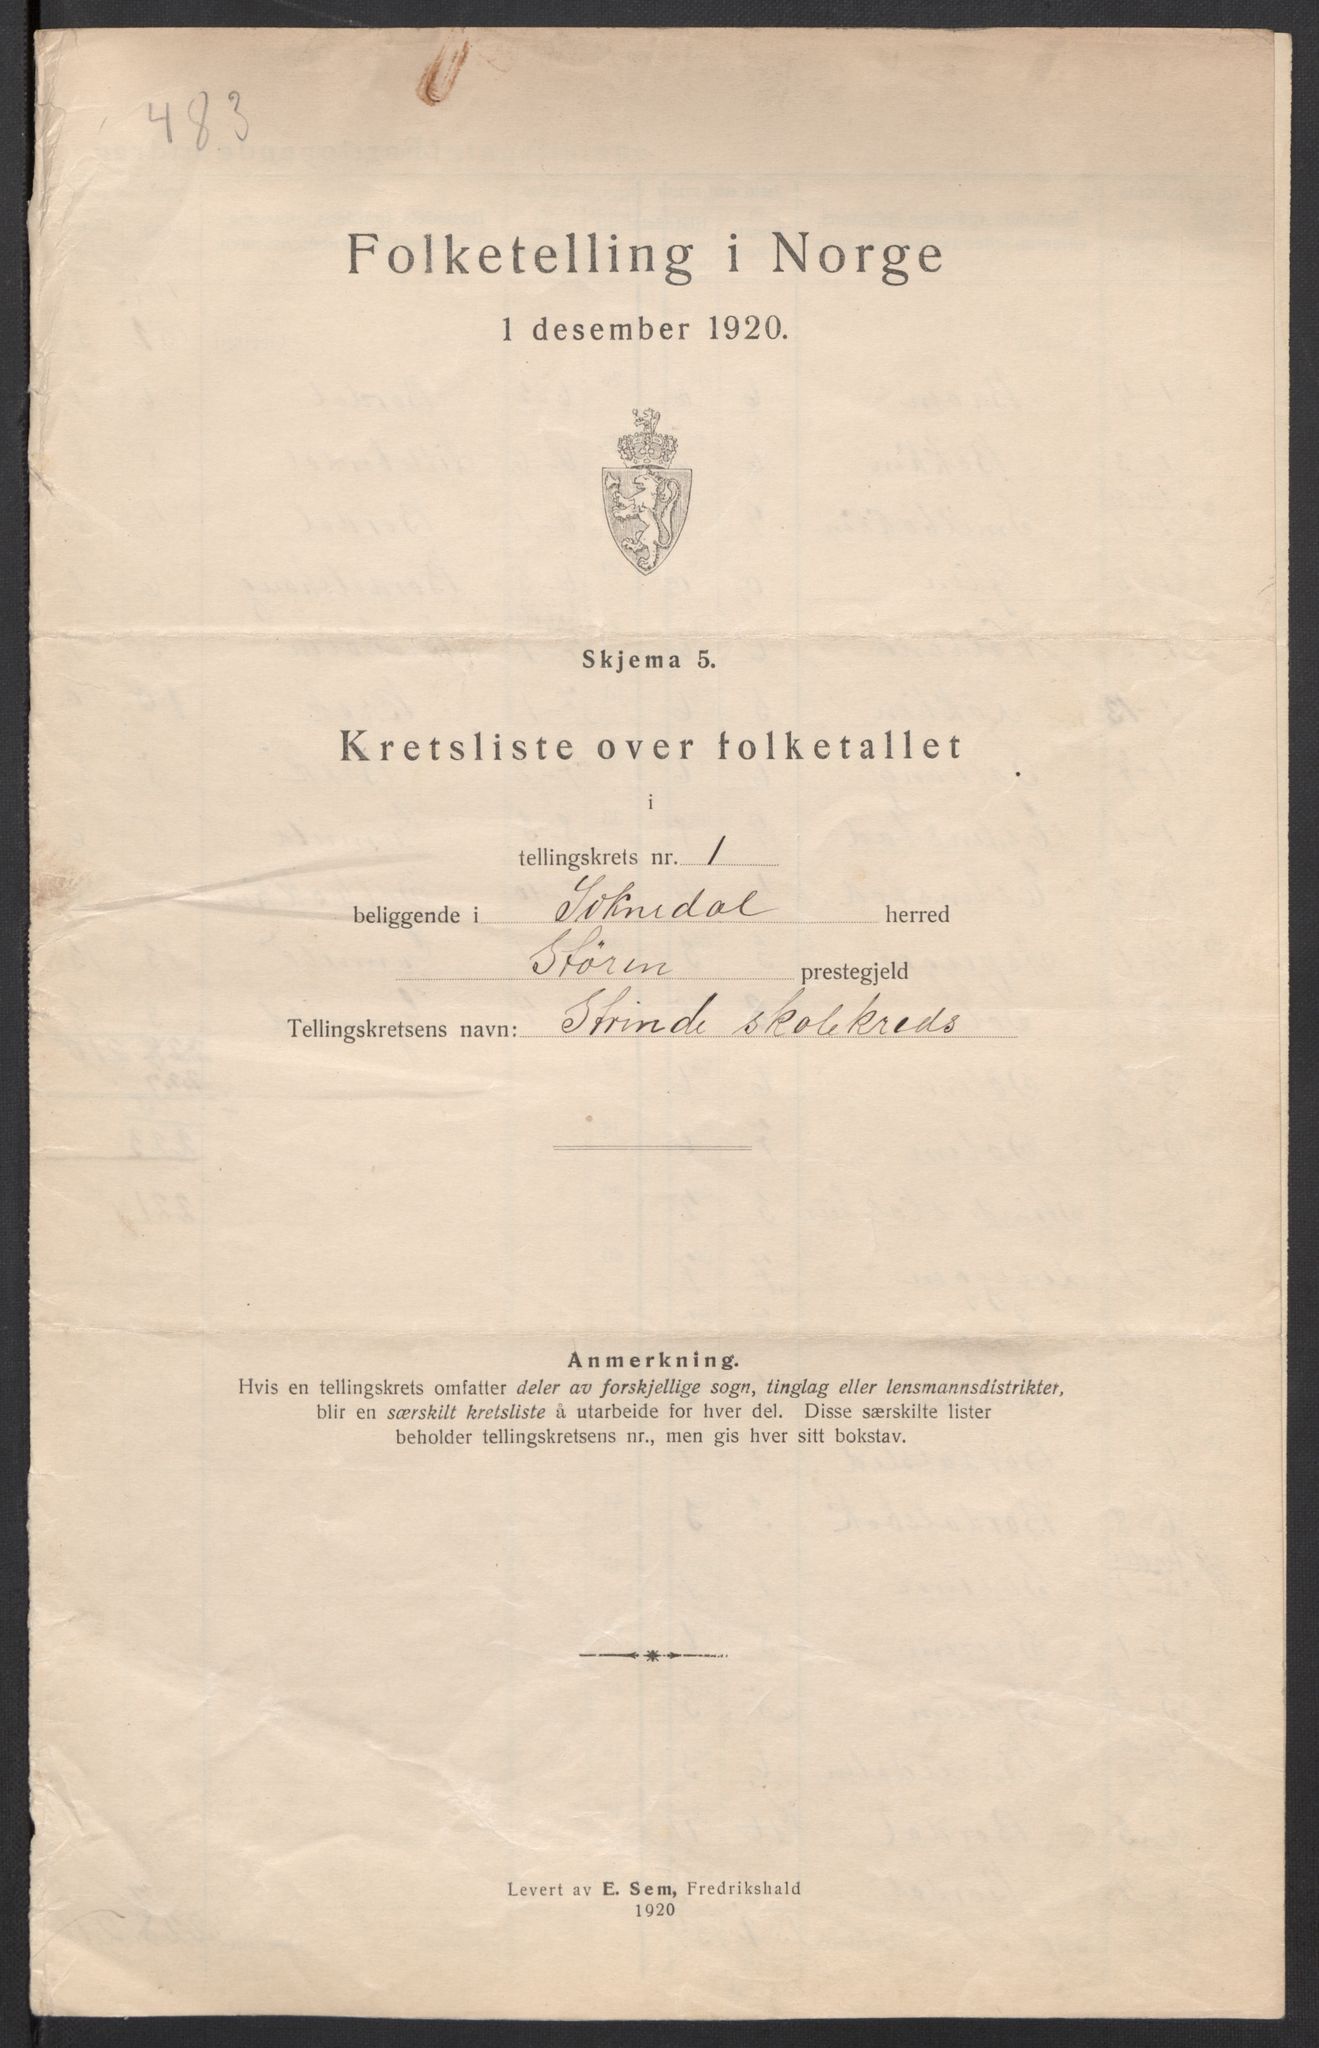 483
Folketelling i Norge
1 desember 1920.
Skjema 5.
Kretsliste over folketallet
i
tellingskrets nr. 1
beliggende i Soknedal herred
Støren prestegjeld
Tellingskretsens navn: Strinde skolekreds
Anmerkning.
Hvis en tellingskrets omfatter deler av forskjellige sogn, tinglag eller lensmannsdistrikter,
blir en særskilt kretsliste å utarbeide for hver del. Disse særskilte lister
beholder tellingskretsens nr., men gis hver sitt bokstav.
Levert av E. Sem, Fredrikshald
1920